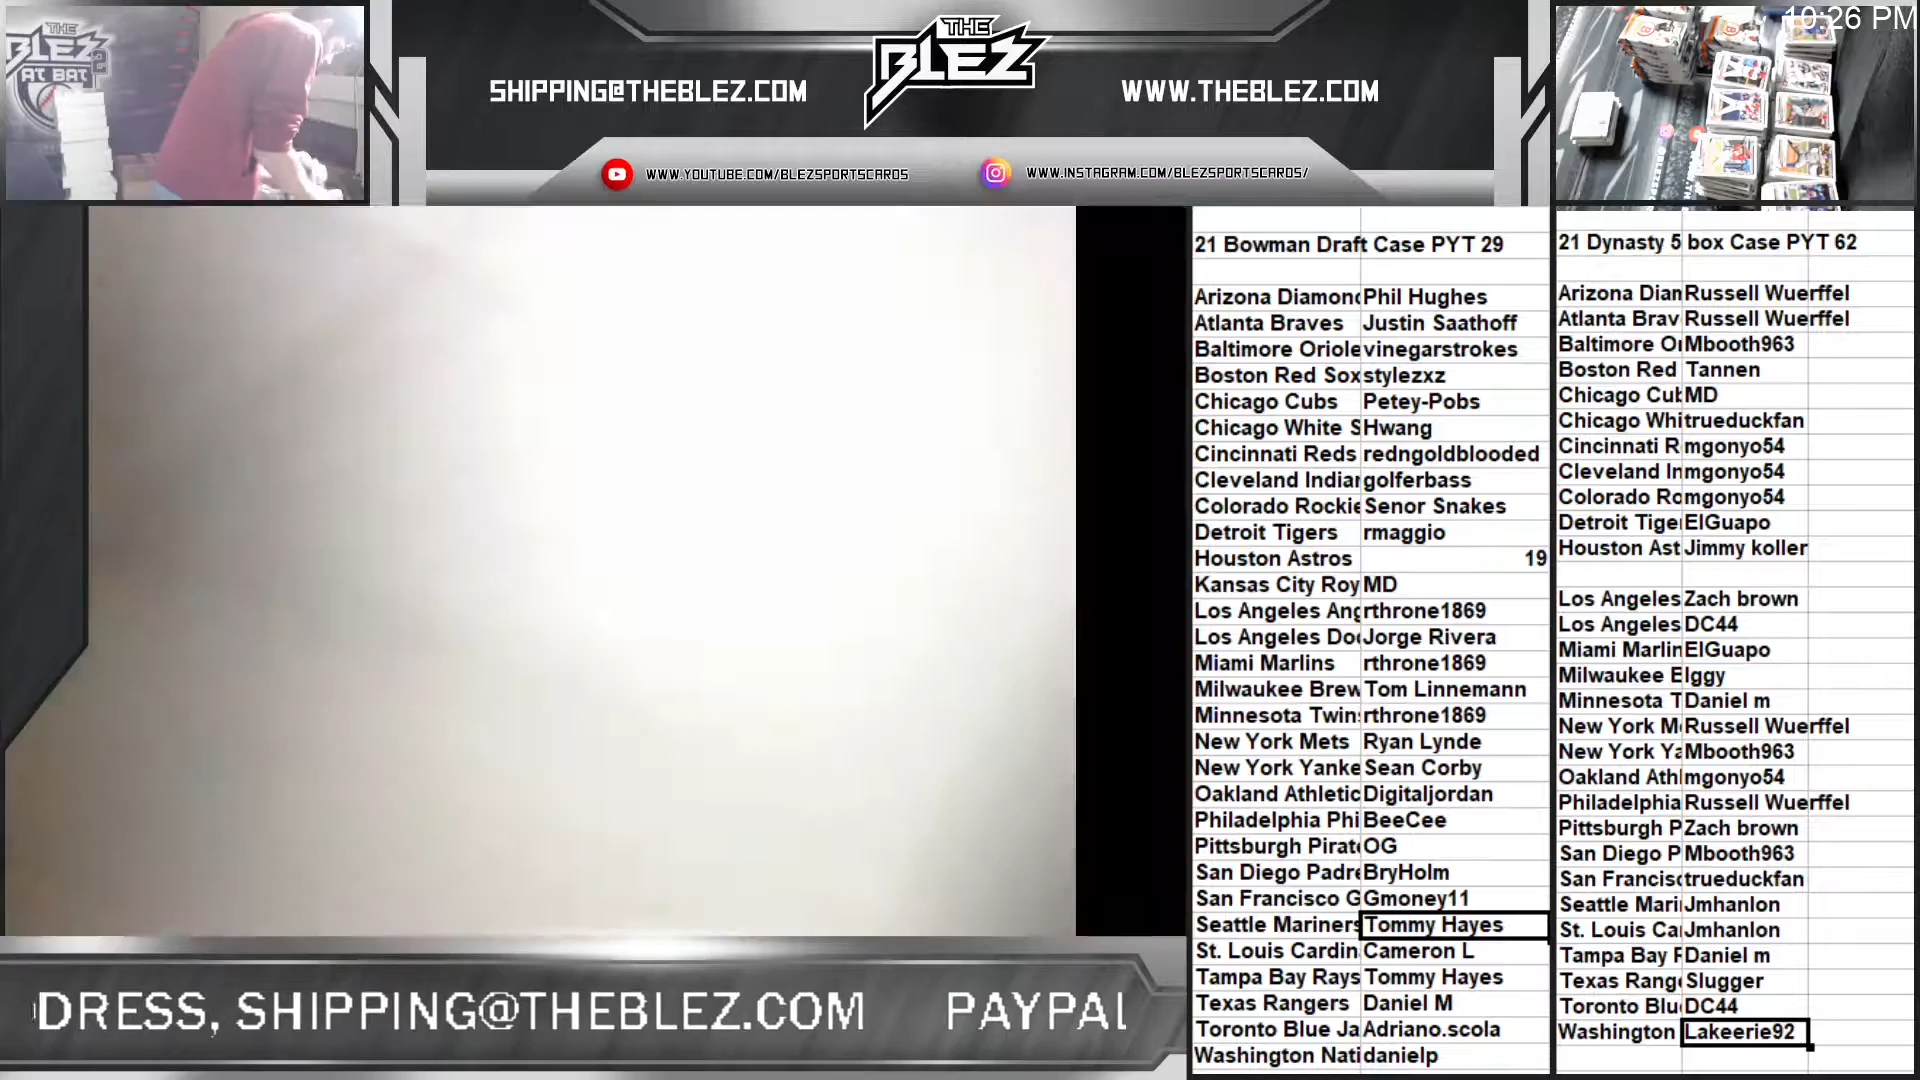 BLEZ
AT BAT
2
SHIPPING@THEBLEZ.COM
THE
BLEZ
WWW.THEBLEZ.COM
WWW.YOUTUBE.COM/BLEZSPORTSCARDS
WWW.INSTAGRAM.COM/BLEZSPORTSCARDS/
10:26 PM
21 Bowman Draft Case PYT 29
Arizona Diamond Phil Hughes
Atlanta Braves Justin Saathoff
Baltimore Oriole vinegarstrokes
Boston Red Sox stylezxz
Chicago Cubs Petey-Pobs
Chicago White S Hwang
Cincinnati Reds redngoldblooded
Cleveland Indian golferbass
Colorado Rockie Senor Snakes
Detroit Tigers rmaggio
Houston Astros 19
Kansas City Roy MD
Los Angeles Ang rthrone1869
Los Angeles Dod Jorge Rivera
Miami Marlins rthrone1869
Milwaukee Brew Tom Linnemann
Minnesota Twins rthrone1869
New York Mets Ryan Lynde
New York Yanke Sean Corby
Oakland Athletic Digitaljordan
Philadelphia Phi BeeCee
Pittsburgh Pirate OG
San Diego Padre BryHolm
San Francisco G Gmoney11
Seattle Mariners Tommy Hayes
St. Louis Cardin Cameron L
Tampa Bay Rays Tommy Hayes
Texas Rangers Daniel M
Toronto Blue Ja Adriano.scola
Washington Nati danielp
21 Dynasty 5 box Case PYT 62
Arizona Diam Russell Wuerffel
Atlanta Brav Russell Wuerffel
Baltimore Or Mbooth963
Boston Red Tannen
Chicago Cub MD
Chicago Whi trueduckfan
Cincinnati R mgonyo54
Cleveland In mgonyo54
Colorado Ro mgonyo54
Detroit Tige ElGuapo
Houston Ast Jimmy koller
Los Angeles Zach brown
Los Angeles DC44
Miami Marlin ElGuapo
Milwaukee B Iggy
Minnesota T Daniel m
New York M Russell Wuerffel
New York Ya Mbooth963
Oakland Ath mgonyo54
Philadelphia Russell Wuerffel
Pittsburgh P Zach brown
San Diego P Mbooth963
San Francisc trueduckfan
Seattle Mari Jmhanlon
St. Louis Car Jmhanlon
Tampa Bay R Daniel m
Texas Rang Slugger
Toronto Blu DC44
Washington Lakeerie92
DRESS, SHIPPING@THEBLEZ.COM PAYPAL